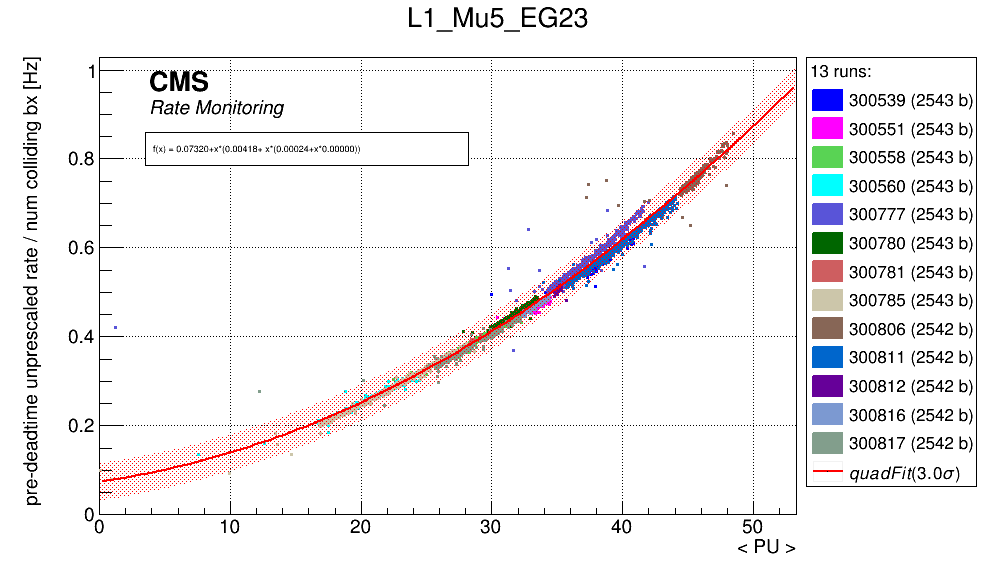 L1_Mu5_EG23
pre-deadtime unprescaled rate / num colliding bx [Hz]
1
0.8
0.6
0.4
0.2
0
CMS
Rate Monitoring
f(x) = 0.07320+x*(0.00418+ x*(0.00024+x*0.00000))
0 10 20 30 40 50
< PU >
13 runs:
300539 (2543 b)
300551 (2543 b)
300558 (2543 b)
300560 (2543 b)
300777 (2543 b)
300780 (2543 b)
300781 (2543 b)
300785 (2543 b)
300806 (2542 b)
300811 (2542 b)
300812 (2542 b)
300816 (2542 b)
300817 (2542 b)
quadFit(3.0σ)